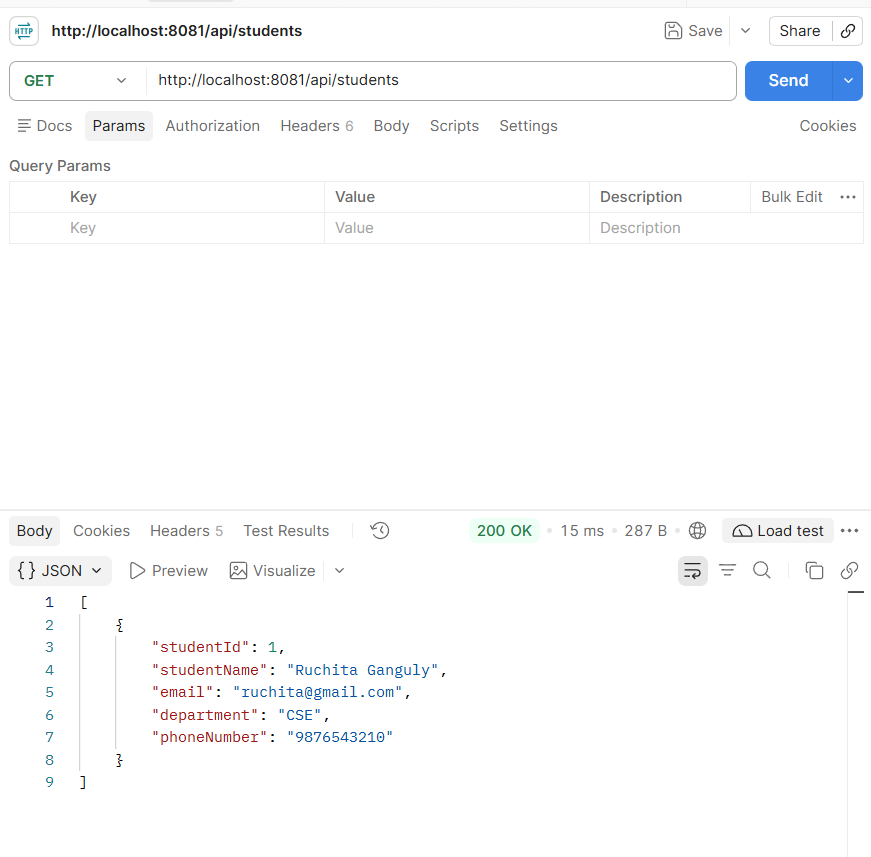 HTTP http://localhost:8081/api/students Save Share
GET http://localhost:8081/api/students Send
Docs Params Authorization Headers 6 Body Scripts Settings Cookies
Query Params
Key Value Description Bulk Edit
Key Value Description
Body Cookies Headers 5 Test Results 200 OK • 15 ms • 287 B • Load test
{} JSON Preview Visualize
1 [
2 {
3 "studentId": 1,
4 "studentName": "Ruchita Ganguly",
5 "email": "ruchita@gmail.com",
6 "department": "CSE",
7 "phoneNumber": "9876543210"
8 }
9 ]